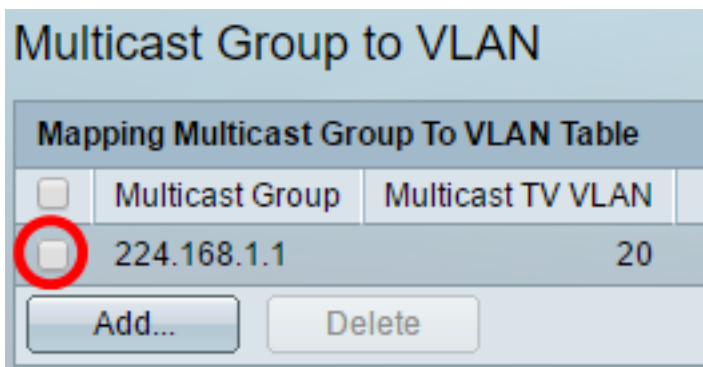 Multicast Group to VLAN
Mapping Multicast Group To VLAN Table
Multicast Group Multicast TV VLAN
224.168.1.1 20
Add... Delete